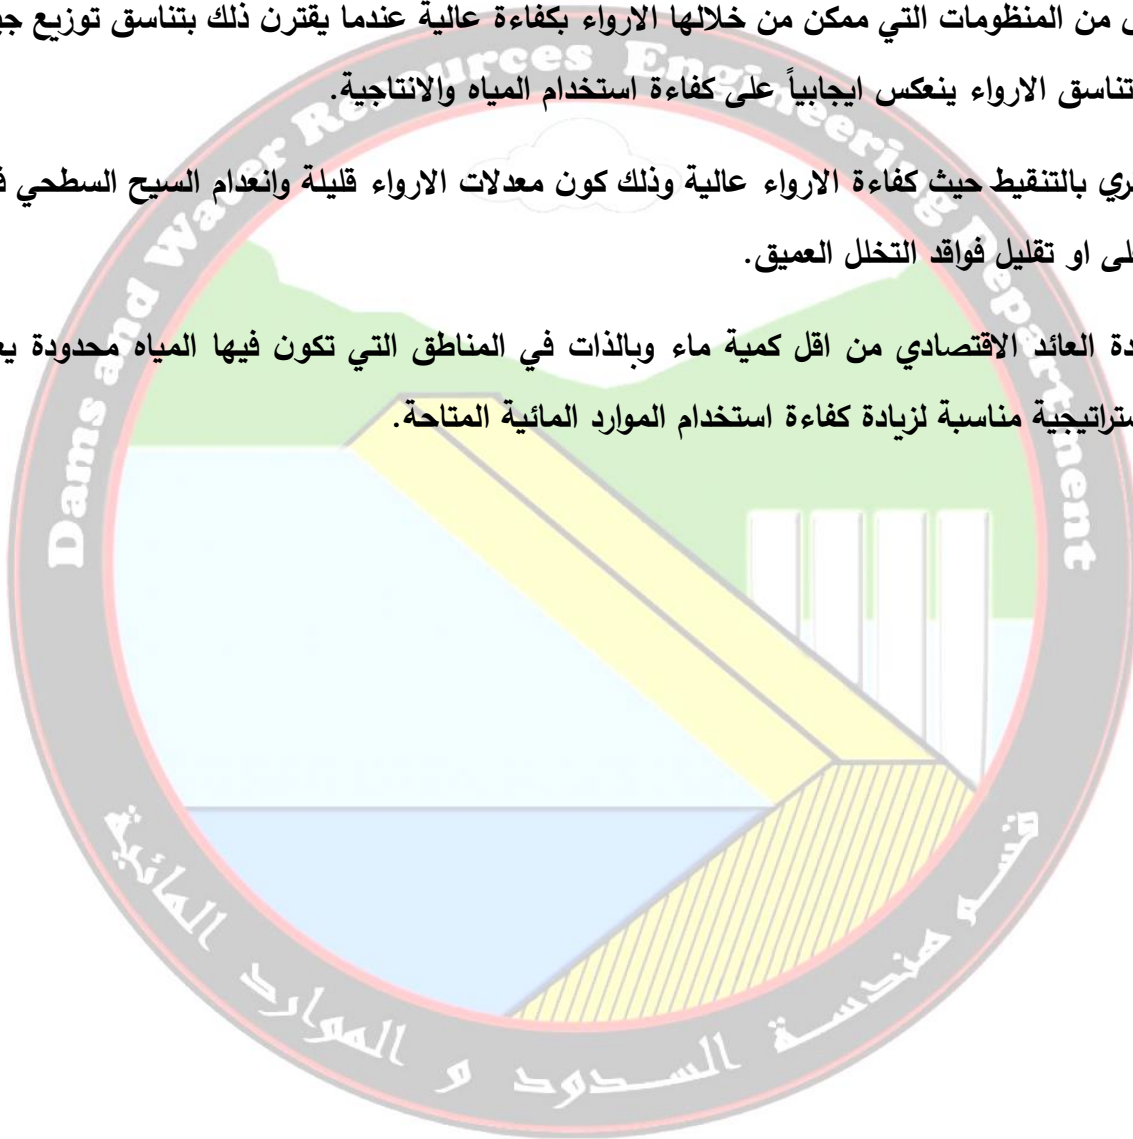 من المنظومات التي ممكن من خلالها الارواء بكفاءة عالية عندما يقترن ذلك بتناسق توزيع
تناسق الارواء ينعكس ايجابياً على كفاءة استخدام المياه والانتاجية.
ري بالتنقيط حيث كفاءة الارواء عالية وذلك كون معدلات الارواء قليلة وانعدام السيح السطحي
لى او تقليل فواقد التخلل العميق.
دة العائد الاقتصادي من اقل كمية ماء وبالذات في المناطق التي تكون فيها المياه محدودة
ستراتيجية مناسبة لزيادة كفاءة استخدام الموارد المائية المتاحة.
Dams and Water Resources Engineering Department
قسم هندسة السدود و الموارد المائية